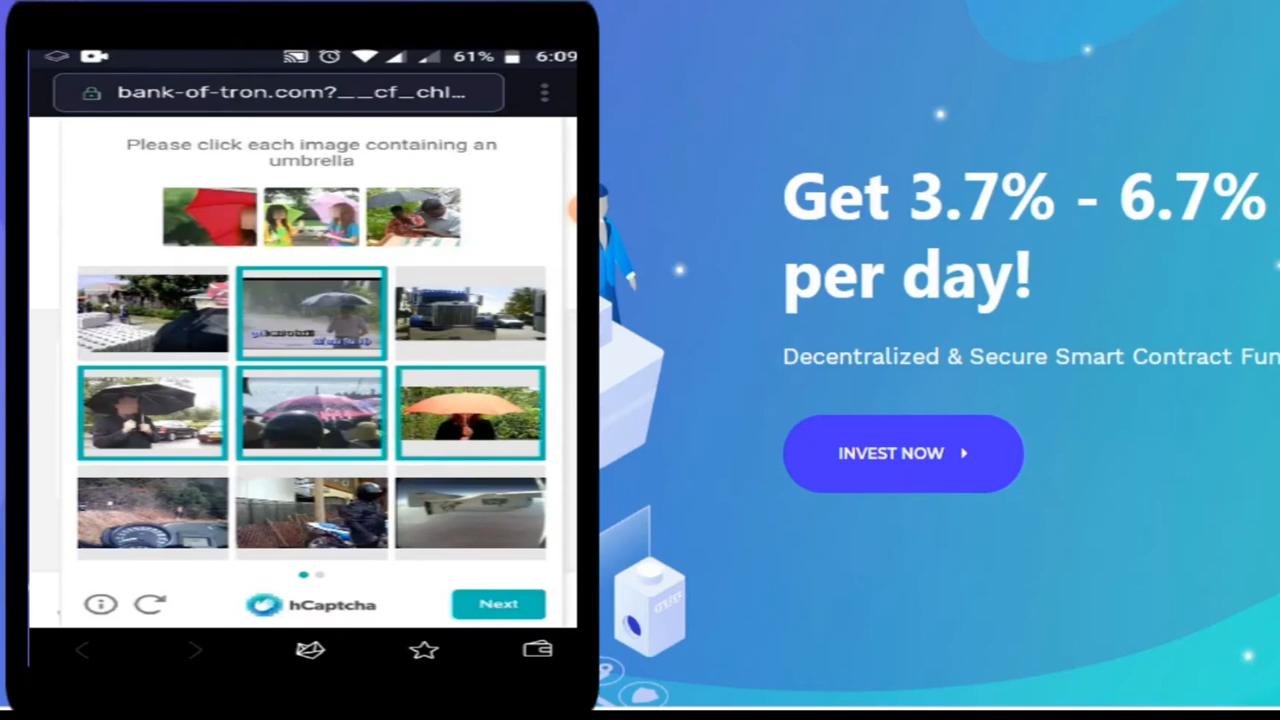 61% 6:09
bank-of-tron.com?__cf_chl...
Please click each image containing an
umbrella
hCaptcha
Next
Get 3.7% - 6.7%
per day!
Decentralized & Secure Smart Contract Fun
INVEST NOW